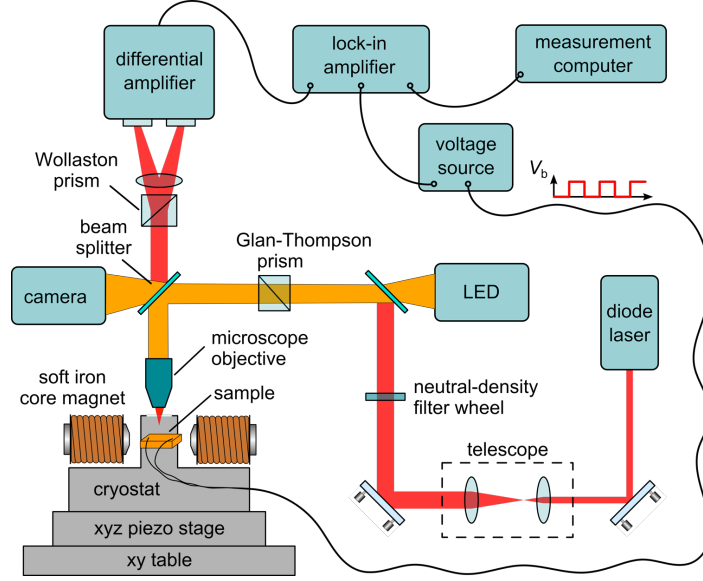 differential
amplifier
lock-in
amplifier
measurement
computer
voltage
source
V_b
Wollaston
prism
beam
splitter
Glan-Thompson
prism
camera
LED
diode
laser
microscope
objective
soft iron
core magnet
sample
neutral-density
filter wheel
telescope
cryostat
xyz piezo stage
xy table